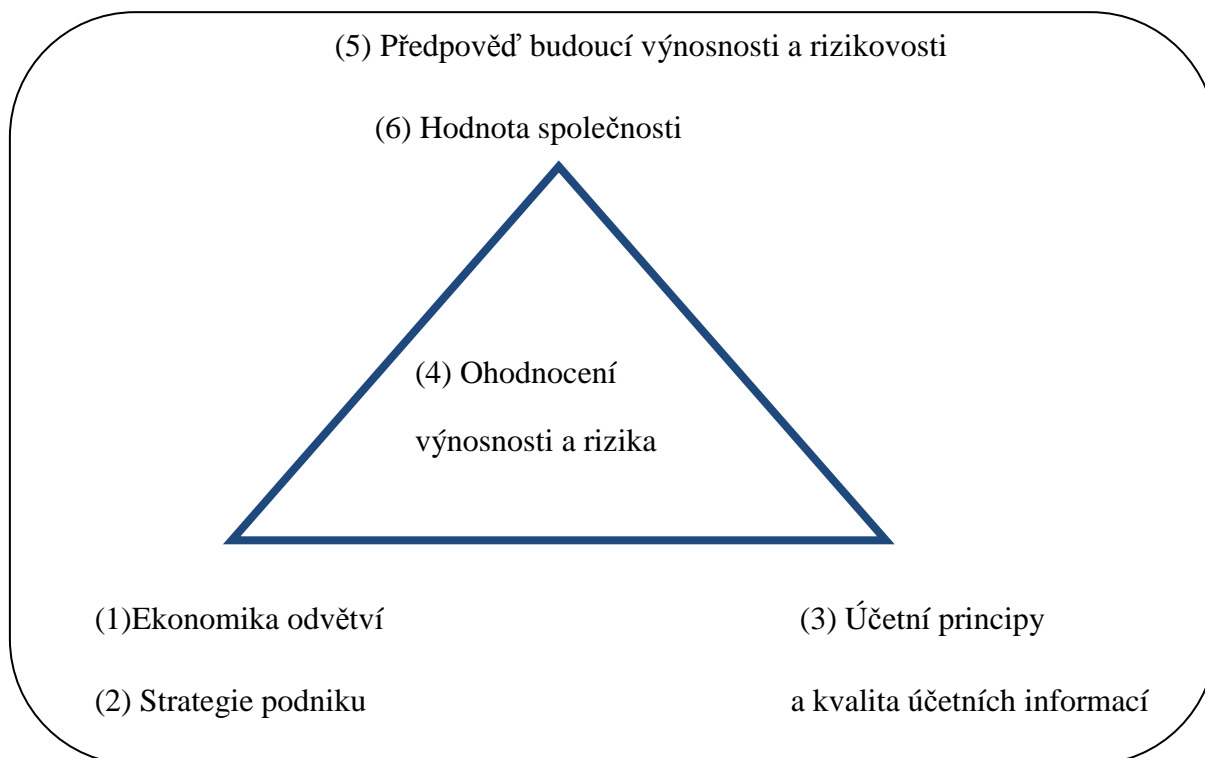 (5) Předpověď budoucí výnosnosti a rizikovosti
(6) Hodnota společnosti
(4) Ohodnocení
výnosnosti a rizika
(1)Ekonomika odvětví
(3) Účetní principy
(2) Strategie podniku
a kvalita účetních informací